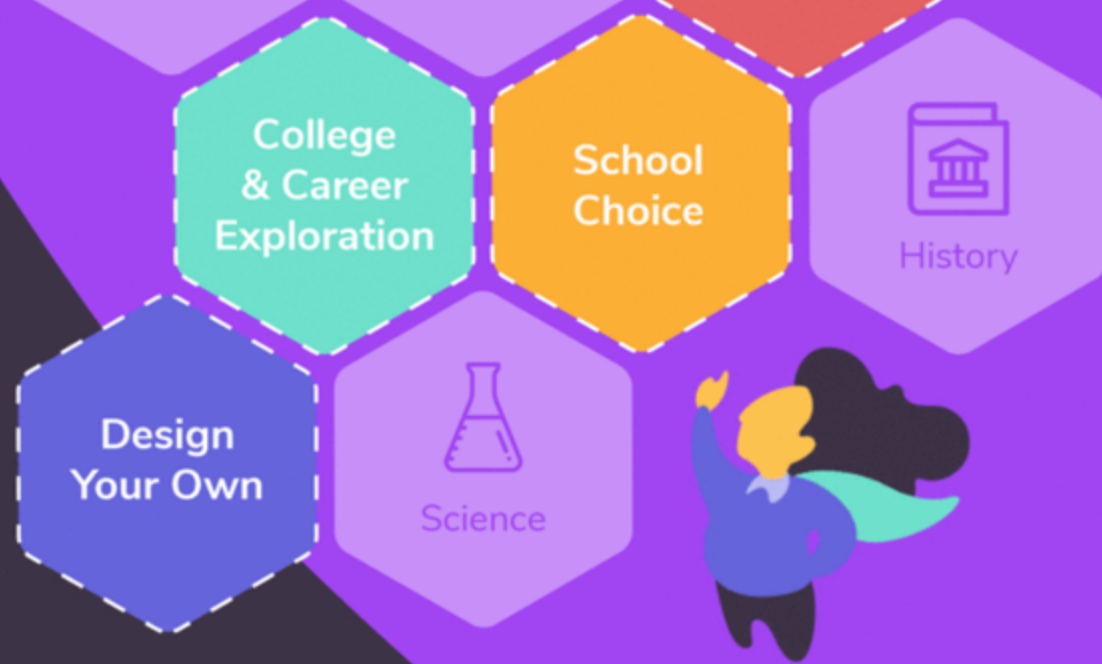 College
& Career
Exploration
School
Choice
History
Design
Your Own
Science